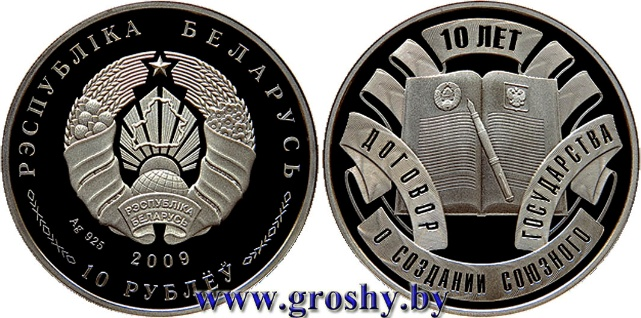 РЭСПУБЛІКА БЕЛАРУСЬ
РЭСПУБЛІКА
БЕЛАРУСЬ
Ag 925
2009
10 РУБЛЁЎ
10 ЛЕТ
ДОГОВОР
О СОЗДАНИИ СОЮЗНОГО
ГОСУДАРСТВА
www.groshy.by